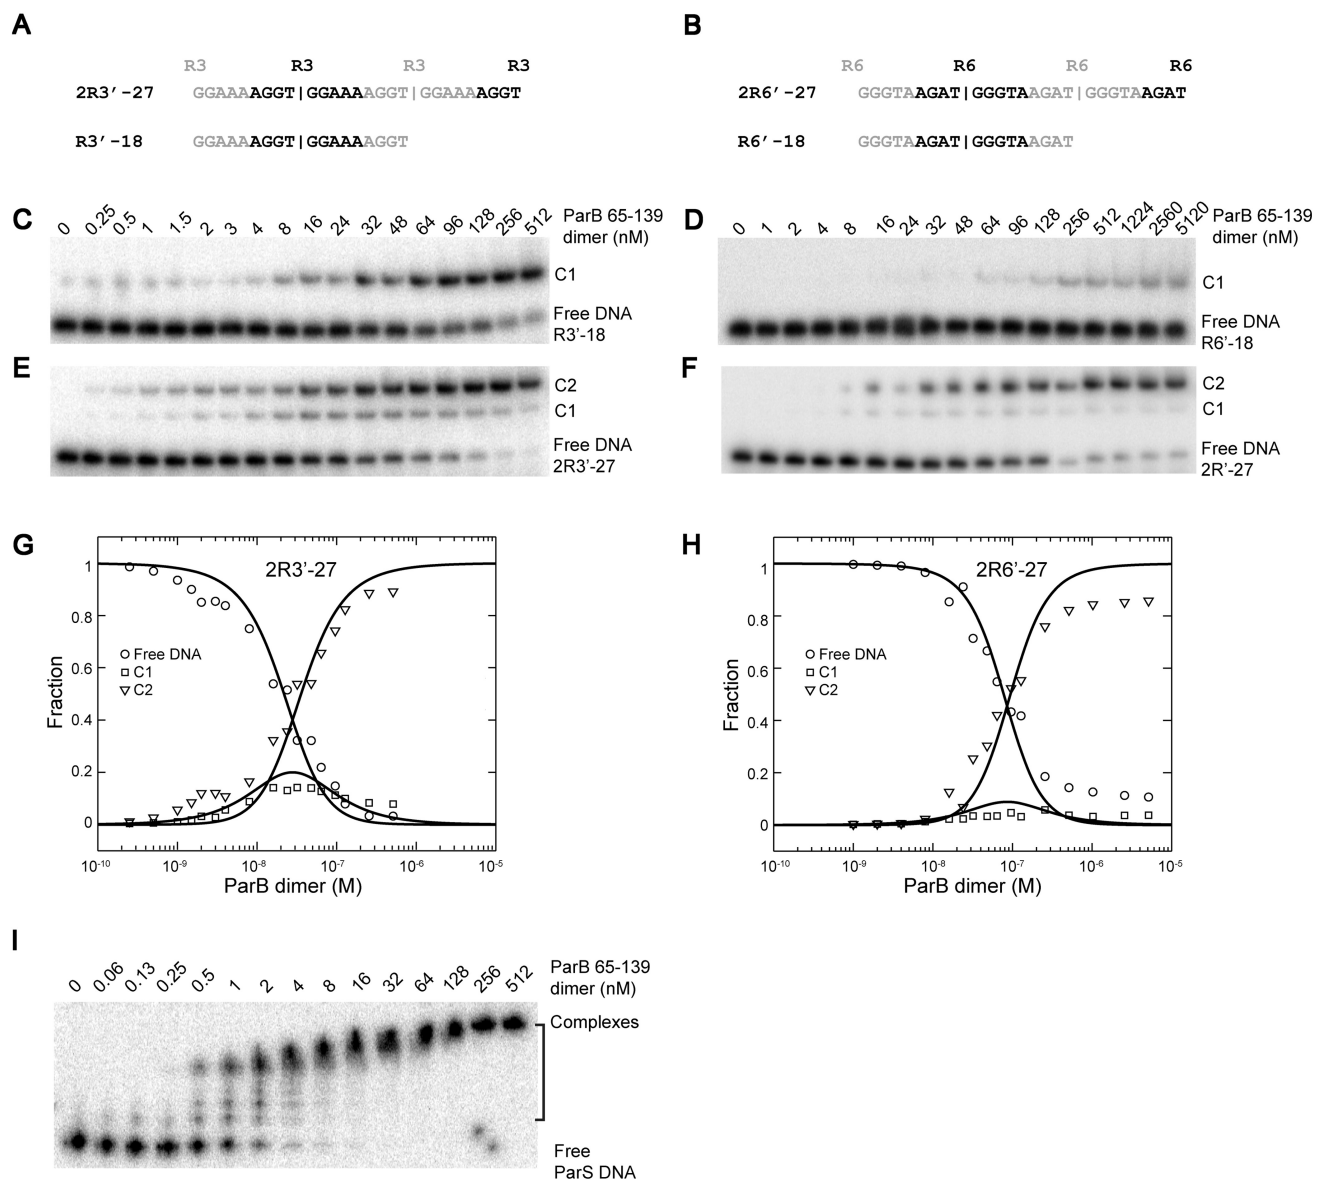 A
R3 R3 R3 R3
2R3′-27 GGAAAAGGT|GGAAAAGGT|GGAAAAGGT
R3′-18 GGAAAAGGT|GGAAAAGGT
B
R6 R6 R6 R6
2R6′-27 GGGTAAGAT|GGGTAAGAT|GGGTAAGAT
R6′-18 GGGTAAGAT|GGGTAAGAT
C
0 0.25 0.5 1 1.5 2 3 4 8 16 24 32 48 64 96 128 256 512
ParB 65-139
dimer (nM)
C1
Free DNA
R3'-18
D
0 1 2 4 8 16 24 32 48 64 96 128 256 512 1224 2560 5120
ParB 65-139
dimer (nM)
C1
Free DNA
R6'-18
E
C2
C1
Free DNA
2R3'-27
F
C2
C1
Free DNA
2R'-27
G
2R3'-27
Free DNA
C1
C2
Fraction
1
0.8
0.6
0.4
0.2
0
10-10 10-9 10-8 10-7 10-6 10-5
ParB dimer (M)
H
2R6'-27
Free DNA
C1
C2
Fraction
1
0.8
0.6
0.4
0.2
0
10-10 10-9 10-8 10-7 10-6 10-5
ParB dimer (M)
I
0 0.06 0.13 0.25 0.5 1 2 4 8 16 32 64 128 256 512
ParB 65-139
dimer (nM)
Complexes
Free
ParS DNA